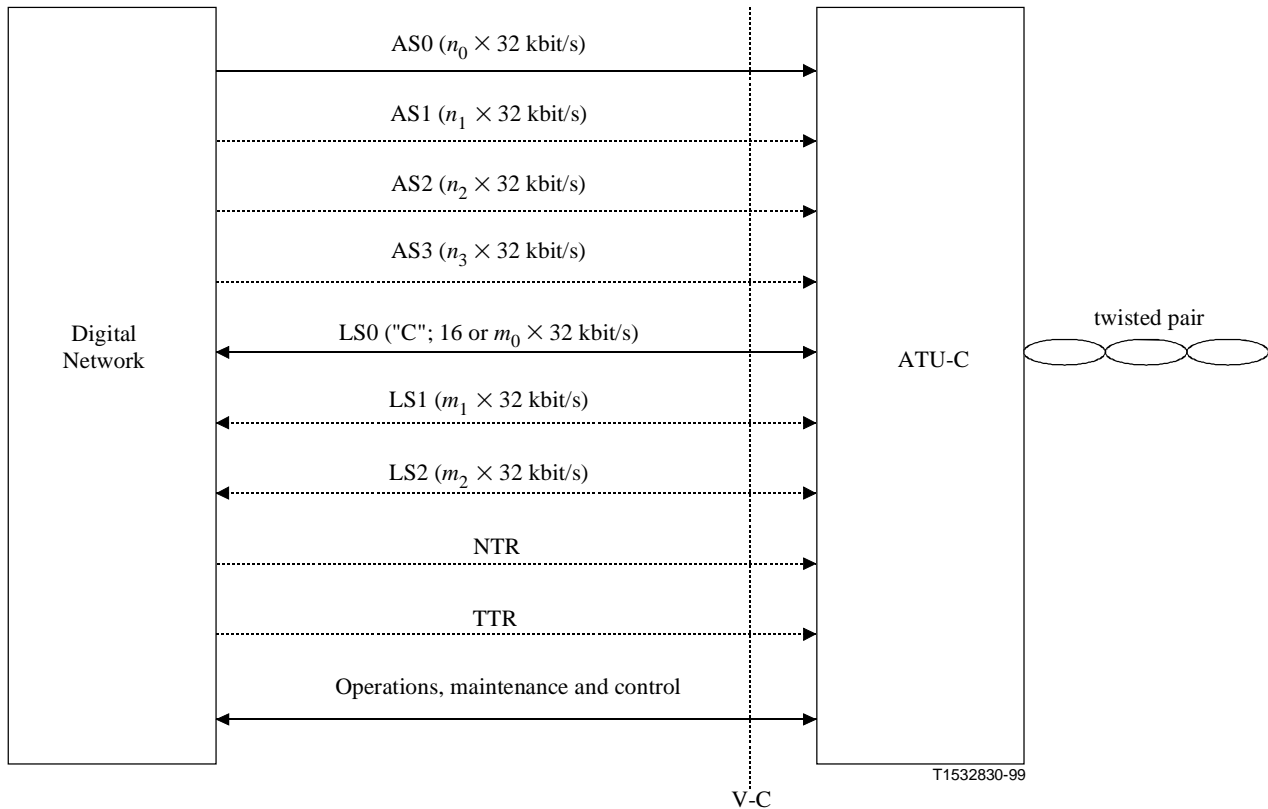 AS0 (n0 × 32 kbit/s)
AS1 (n1 × 32 kbit/s)
AS2 (n2 × 32 kbit/s)
AS3 (n3 × 32 kbit/s)
Digital
Network
LS0 ("C"; 16 or m0 × 32 kbit/s)
ATU-C
twisted pair
LS1 (m1 × 32 kbit/s)
LS2 (m2 × 32 kbit/s)
NTR
TTR
Operations, maintenance and control
T1532830-99
V-C